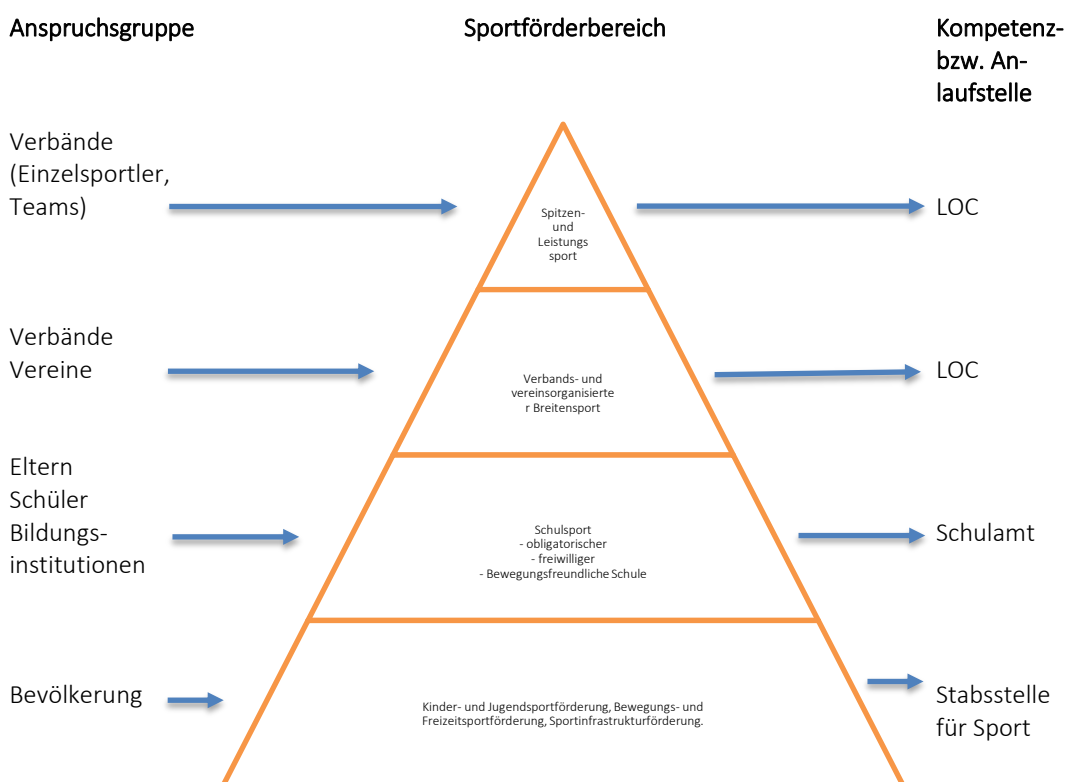 Anspruchsgruppe
Sportförderbereich
Kompetenz-
bzw. An-
laufstelle
Verbände
(Einzelsportler,
Teams)
Spitzen-
und
Leistungs
sport
LOC
Verbände
Vereine
Verbands- und
vereinsorganisierte
r Breitensport
LOC
Eltern
Schüler
Bildungs-
institutionen
Schulsport
- obligatorischer
- freiwilliger
- Bewegungsfreundliche Schule
Schulamt
Bevölkerung
Kinder- und Jugendsportförderung, Bewegungs- und
Freizeitsportförderung, Sportinfrastrukturförderung.
Stabsstelle
für Sport